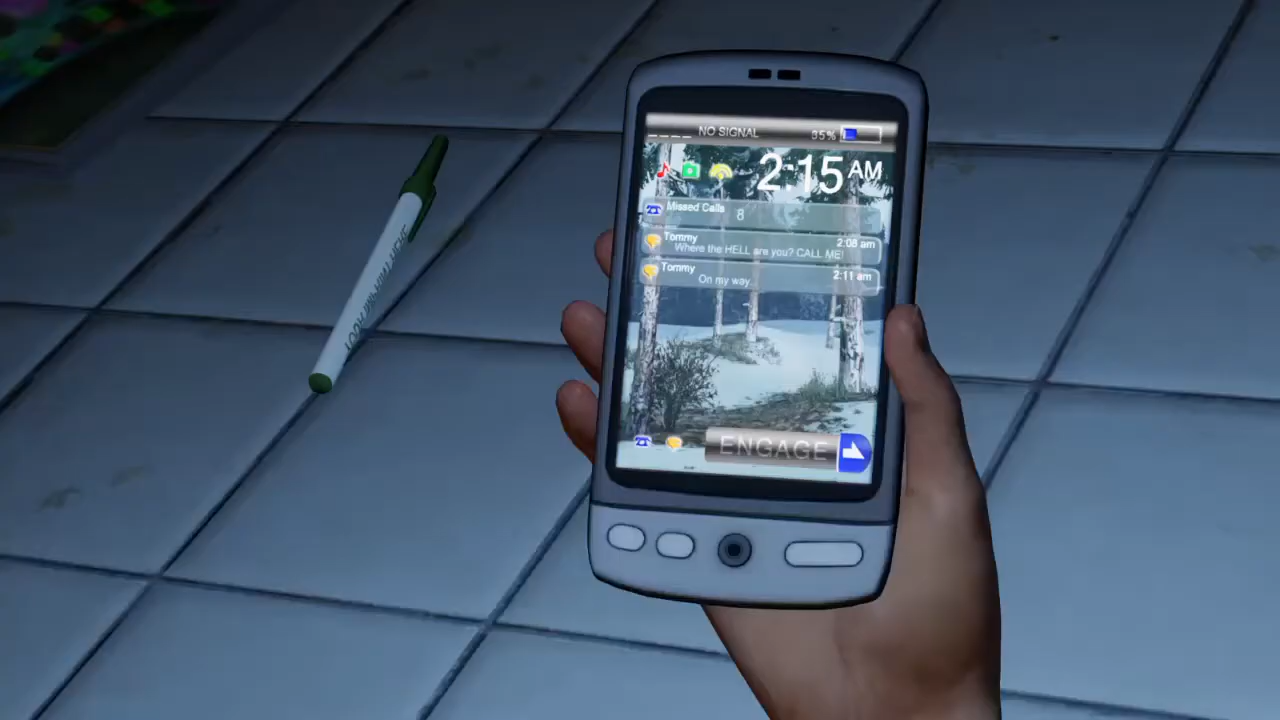 NO SIGNAL 35%
2:15 AM
Missed Calls
8
Tommy 2:08 am
Where the HELL are you? CALL ME!
Tommy 2:11 am
On my way.
ENGAGE